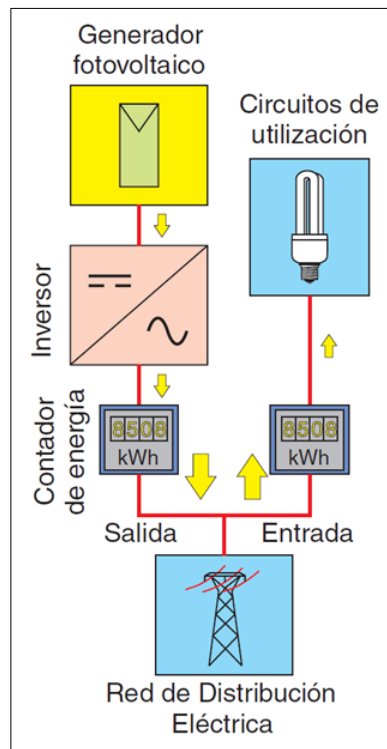 Generador
fotovoltaico
Circuitos de
utilización
Inversor
Contador
de energía
8508
kWh
8508
kWh
Salida
Entrada
Red de Distribución
Eléctrica